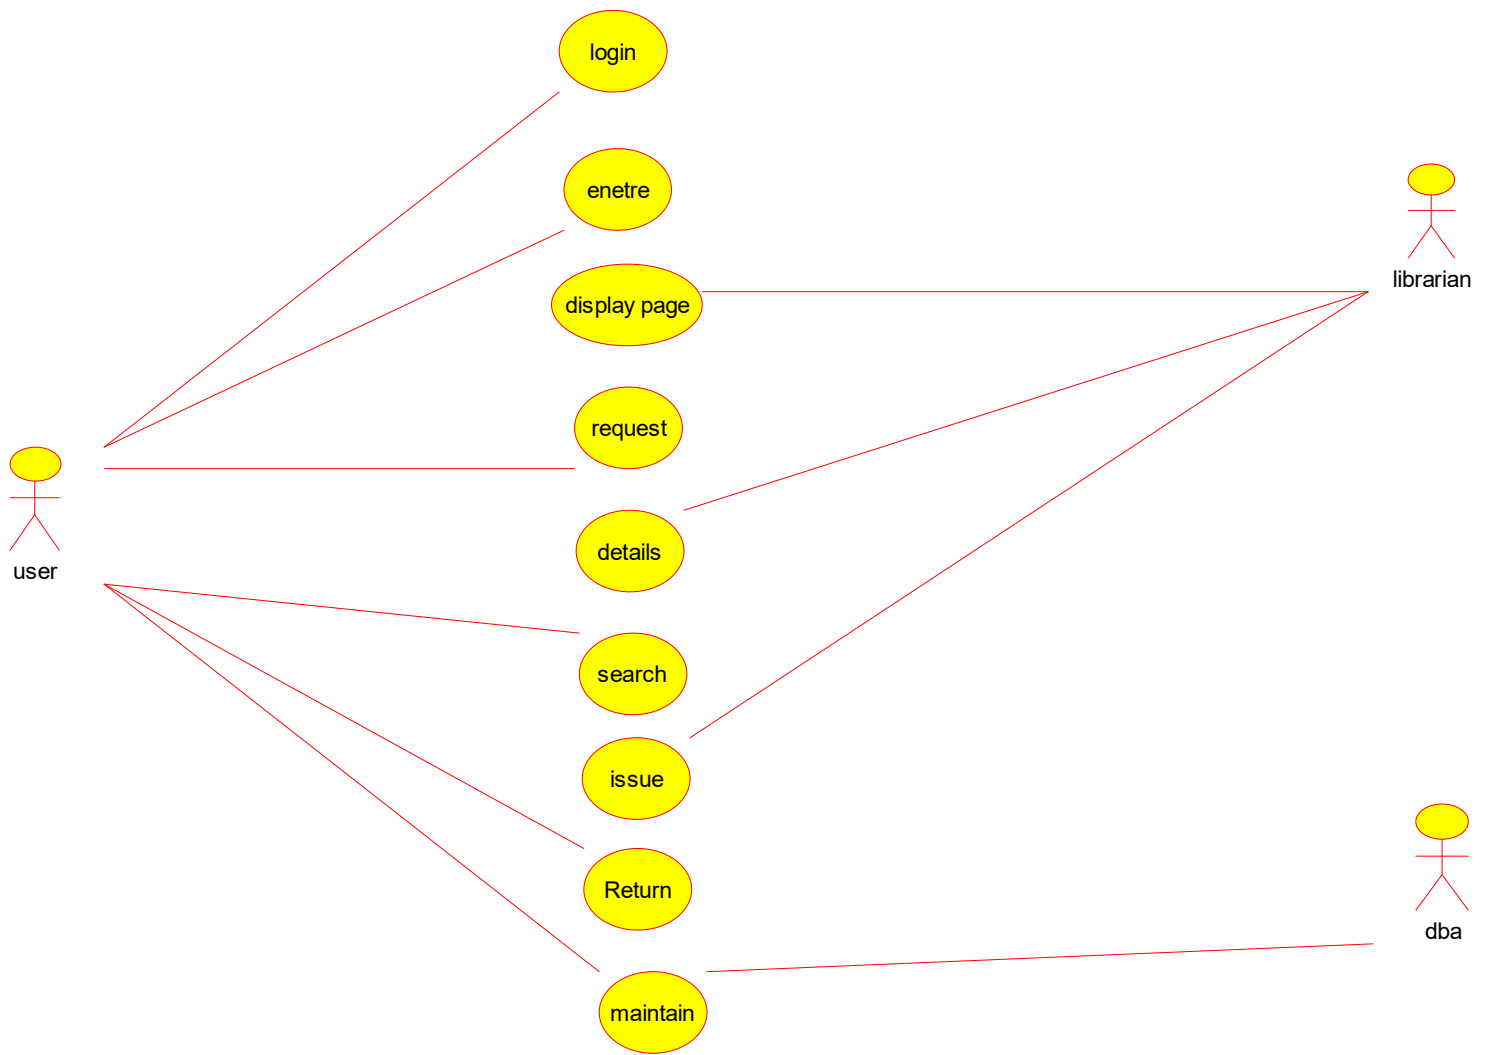 login
enetre
librarian
display page
request
details
user
search
issue
Return
dba
maintain